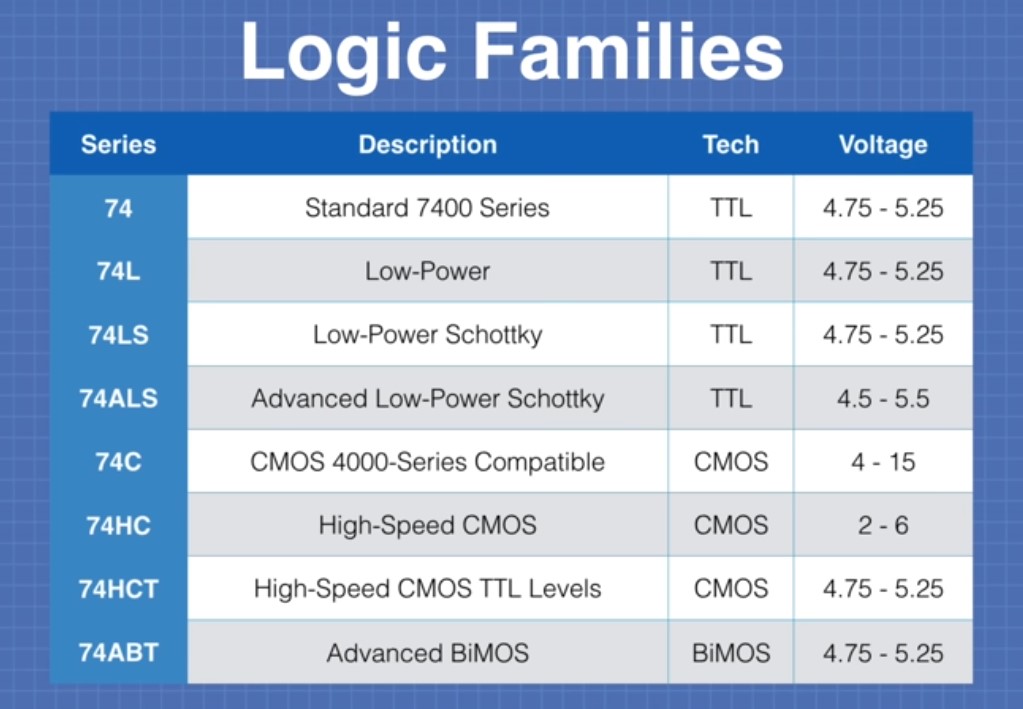 Logic Families
Series Description Tech Voltage
74 Standard 7400 Series TTL 4.75 - 5.25
74L Low-Power TTL 4.75 - 5.25
74LS Low-Power Schottky TTL 4.75 - 5.25
74ALS Advanced Low-Power Schottky TTL 4.5 - 5.5
74C CMOS 4000-Series Compatible CMOS 4 - 15
74HC High-Speed CMOS CMOS 2 - 6
74HCT High-Speed CMOS TTL Levels CMOS 4.75 - 5.25
74ABT Advanced BiMOS BiMOS 4.75 - 5.25